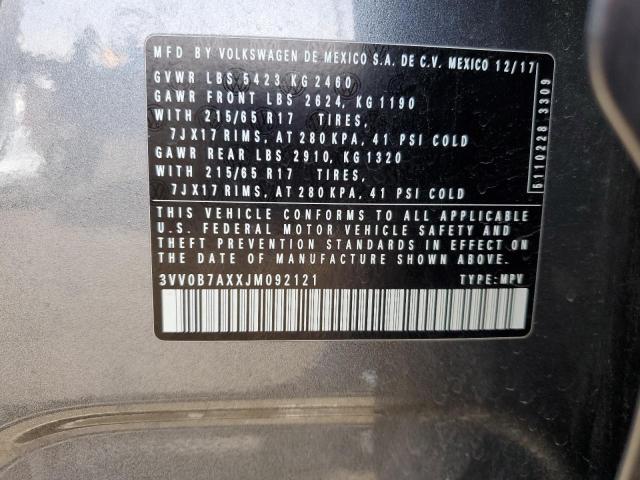 MFD BY VOLKSWAGEN DE MEXICO S.A. DE C.V. MEXICO 12/17
GVWR LBS 5423 KG 2460
GAWR FRONT LBS 2624, KG 1190
WITH 215/65 R17 TIRES,
7JX17 RIMS, AT 280 KPA, 41 PSI COLD
GAWR REAR LBS 2910, KG 1320
WITH 215/65 R17 TIRES,
7JX17 RIMS, AT 280 KPA, 41 PSI COLD
5110228 3309
THIS VEHICLE CONFORMS TO ALL APPLICABLE
U.S. FEDERAL MOTOR VEHICLE SAFETY AND
THEFT PREVENTION STANDARDS IN EFFECT ON
THE DATE OF MANUFACTURE SHOWN ABOVE
3VV0B7AXXJM092121 TYPE: MPV